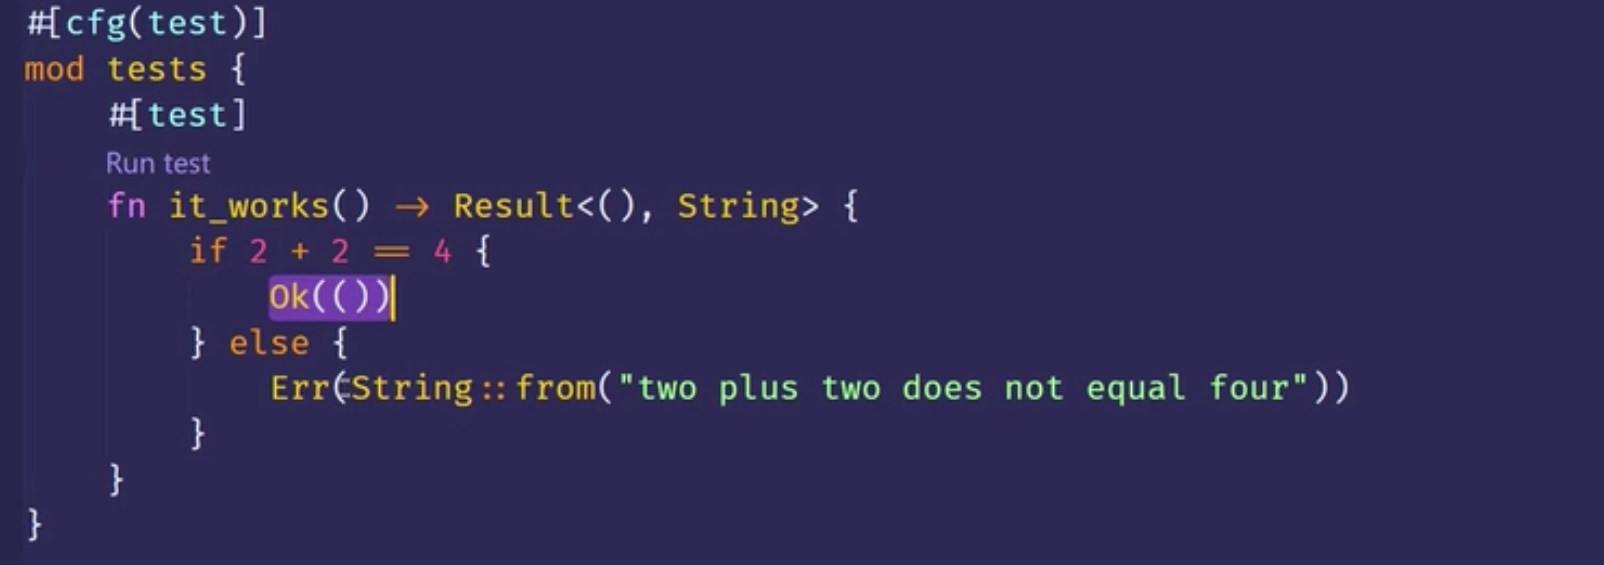 #[cfg(test)]
mod tests {
    #[test]
    Run test
    fn it_works() -> Result<(), String> {
        if 2 + 2 == 4 {
            Ok(())
        } else {
            Err(String::from("two plus two does not equal four"))
        }
    }
}